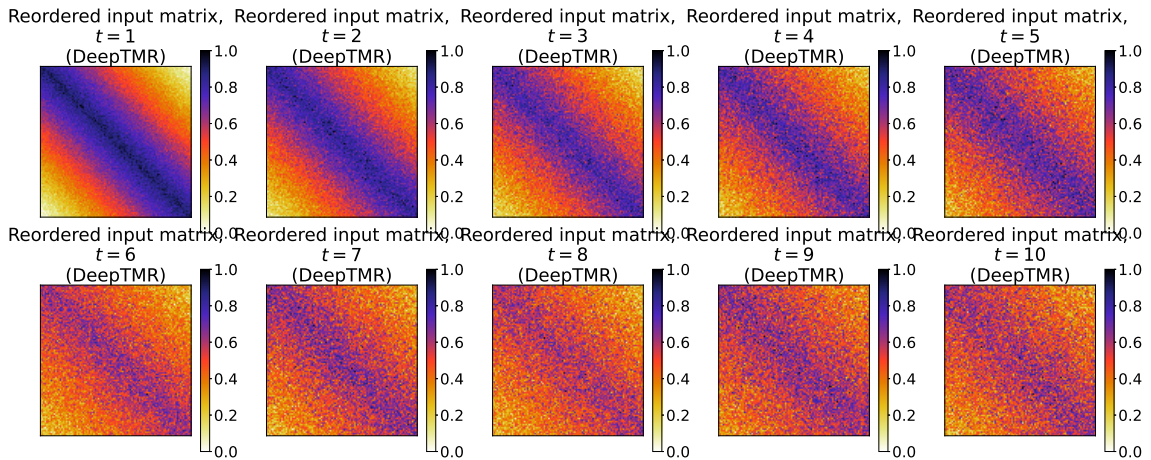 Reordered input matrix, Reordered input matrix, Reordered input matrix, Reordered input matrix, Reordered input matrix,
t = 1 t = 2 t = 3 t = 4 t = 5
(DeepTMR) (DeepTMR) (DeepTMR) (DeepTMR) (DeepTMR)
1.0 1.0 1.0 1.0 1.0
0.8 0.8 0.8 0.8 0.8
0.6 0.6 0.6 0.6 0.6
0.4 0.4 0.4 0.4 0.4
0.2 0.2 0.2 0.2 0.2
0.0 0.0 0.0 0.0 0.0
Reordered input matrix, Reordered input matrix, Reordered input matrix, Reordered input matrix, Reordered input matrix,
t = 6 t = 7 t = 8 t = 9 t = 10
(DeepTMR) (DeepTMR) (DeepTMR) (DeepTMR) (DeepTMR)
1.0 1.0 1.0 1.0 1.0
0.8 0.8 0.8 0.8 0.8
0.6 0.6 0.6 0.6 0.6
0.4 0.4 0.4 0.4 0.4
0.2 0.2 0.2 0.2 0.2
0.0 0.0 0.0 0.0 0.0